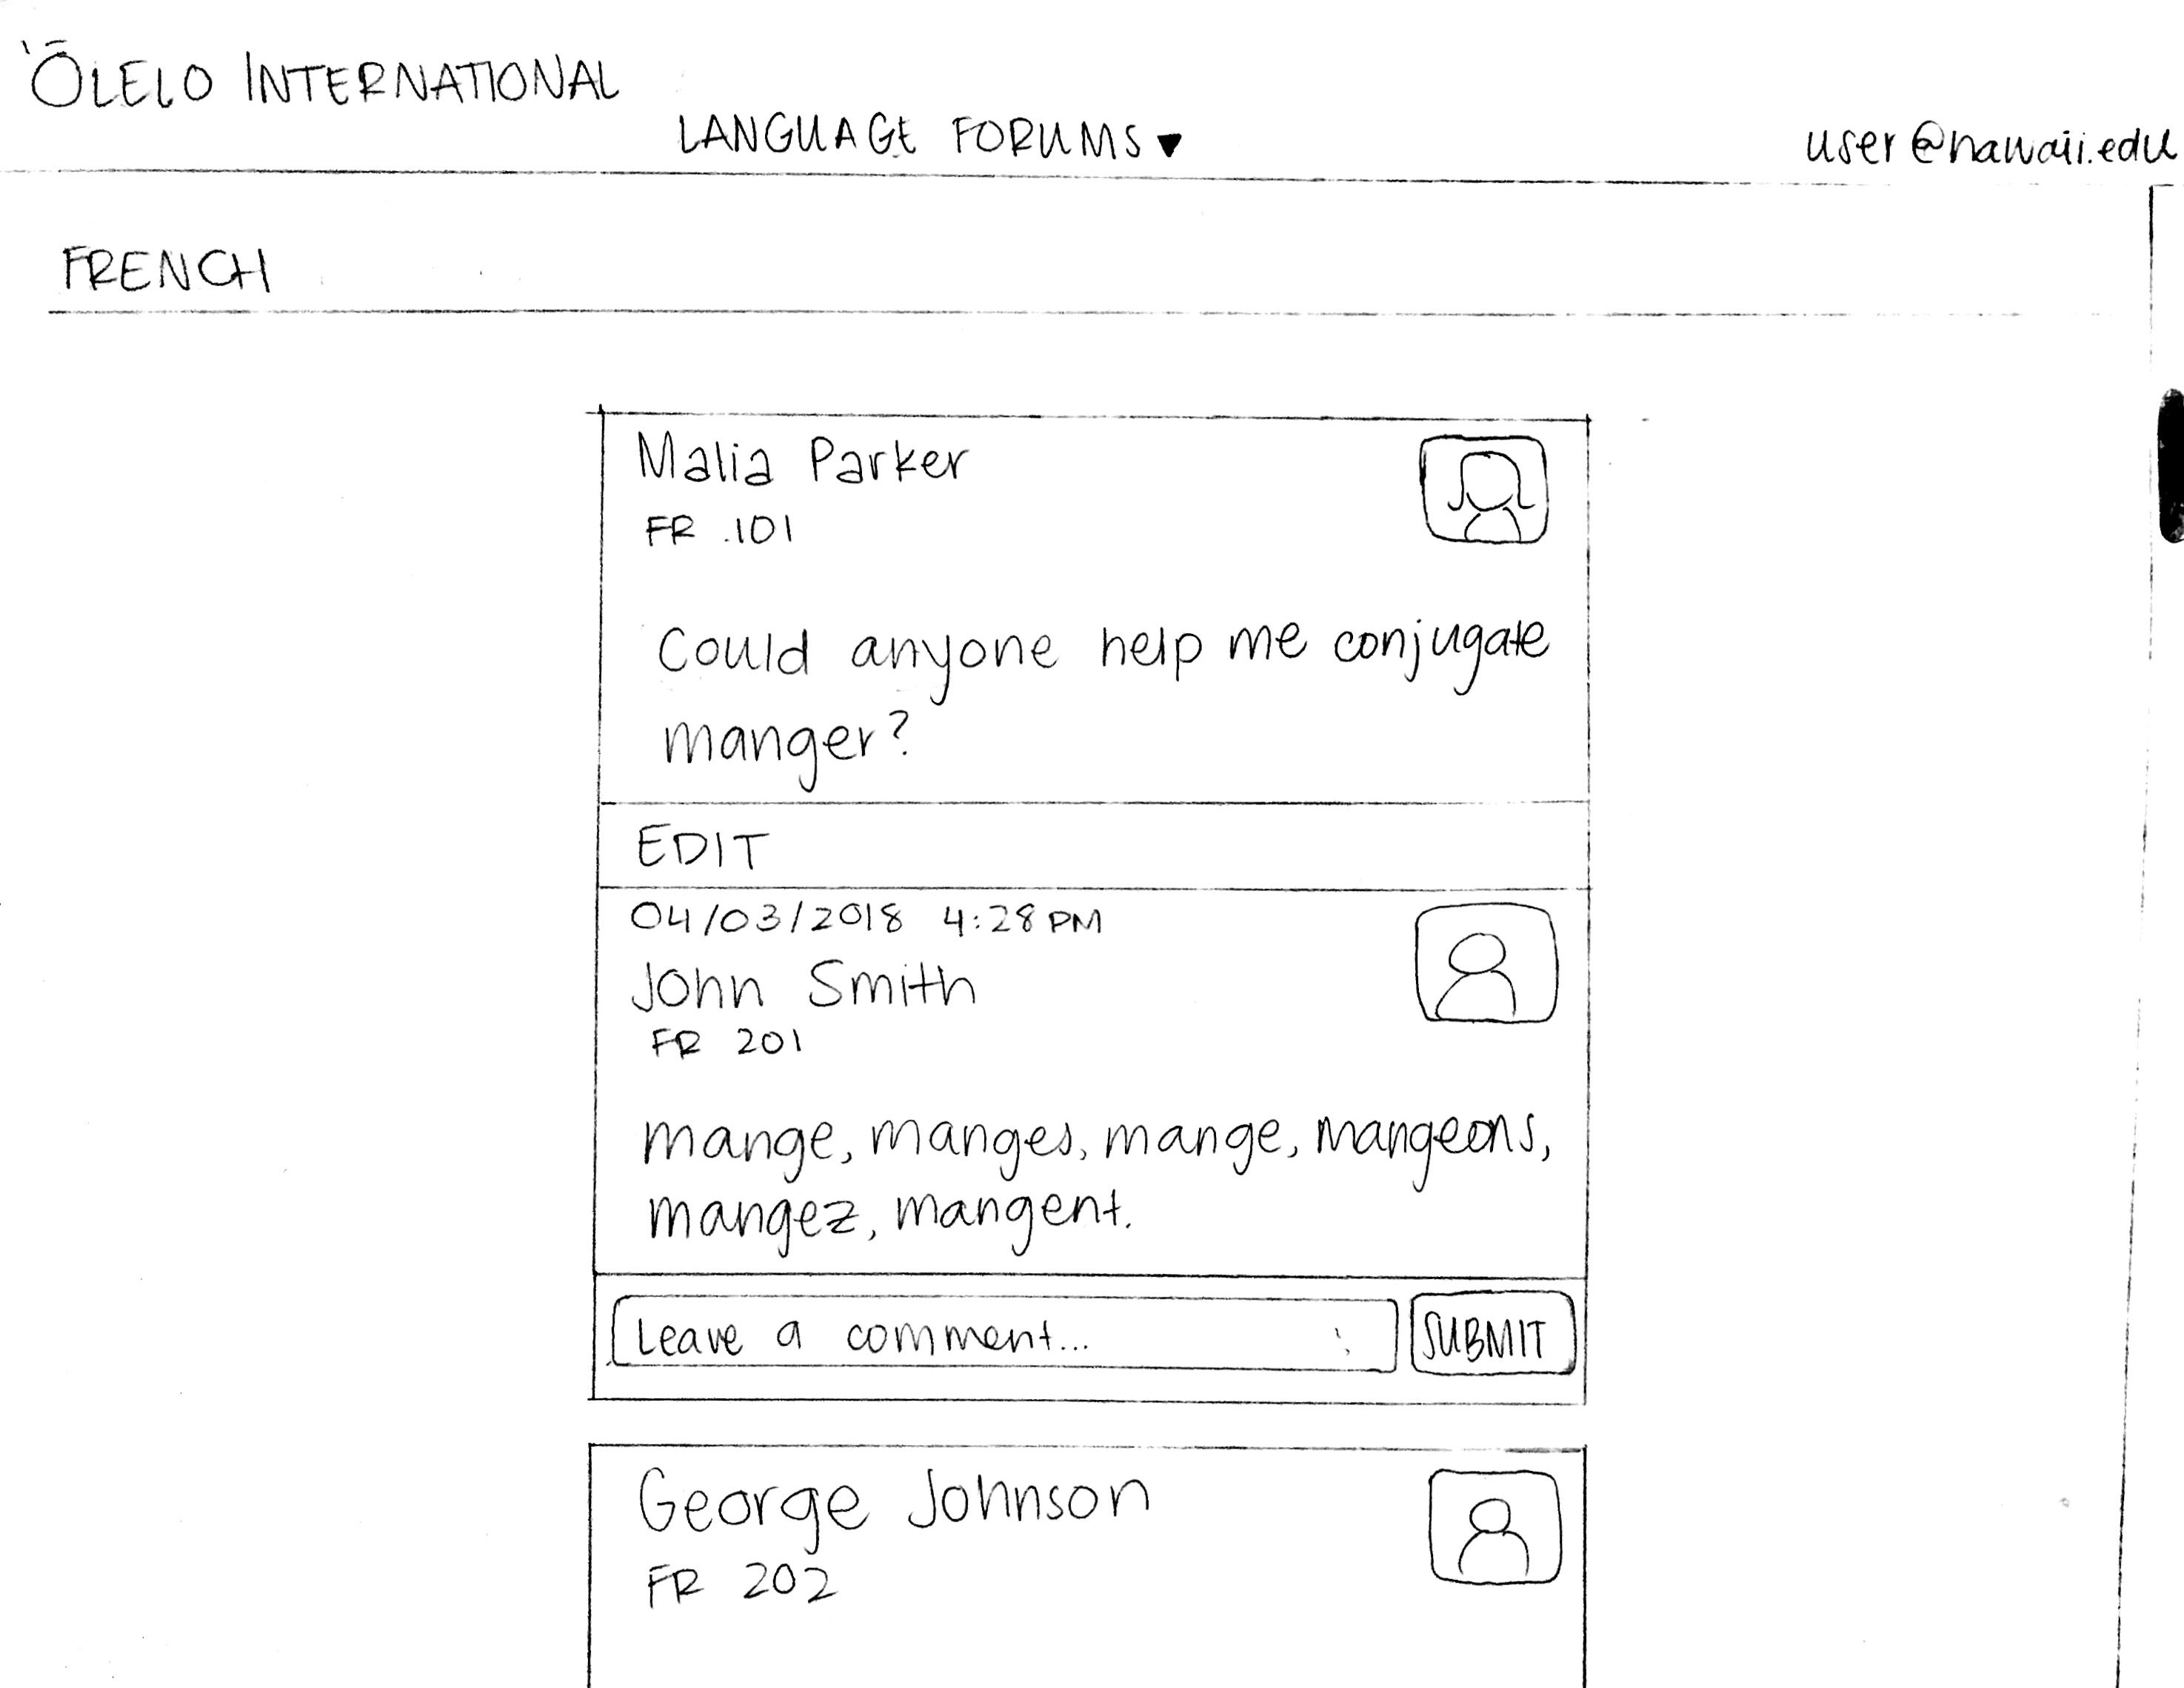 ʻŌLELO INTERNATIONAL
LANGUAGE FORUMS▼
user@hawaii.edu
FRENCH
Malia Parker
FR 101
Could anyone help me conjugate
manger?
EDIT
04/03/2018 4:28PM
John Smith
FR 201
mange, manges, mange, mangeons,
mangez, mangent.
Leave a comment...
SUBMIT
George Johnson
FR 202